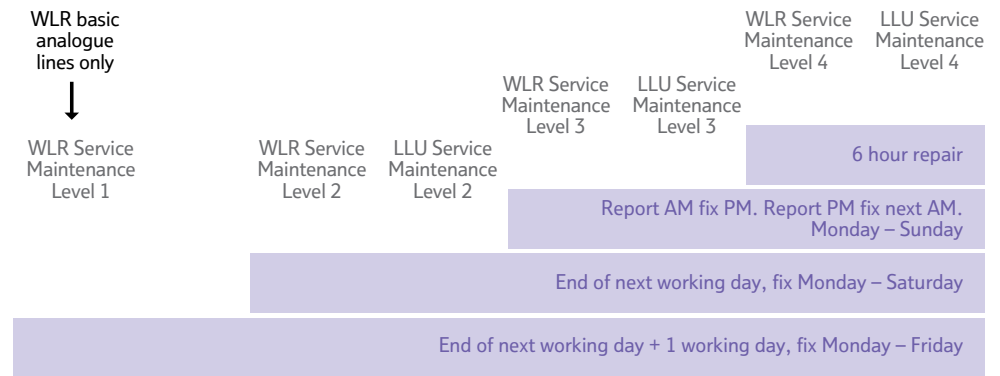 WLR basic
analogue
lines only
WLR Service
Maintenance
Level 1
WLR Service
Maintenance
Level 2
LLU Service
Maintenance
Level 2
WLR Service
Maintenance
Level 3
LLU Service
Maintenance
Level 3
WLR Service
Maintenance
Level 4
LLU Service
Maintenance
Level 4
6 hour repair
Report AM fix PM. Report PM fix next AM.
Monday – Sunday
End of next working day, fix Monday – Saturday
End of next working day + 1 working day, fix Monday – Friday